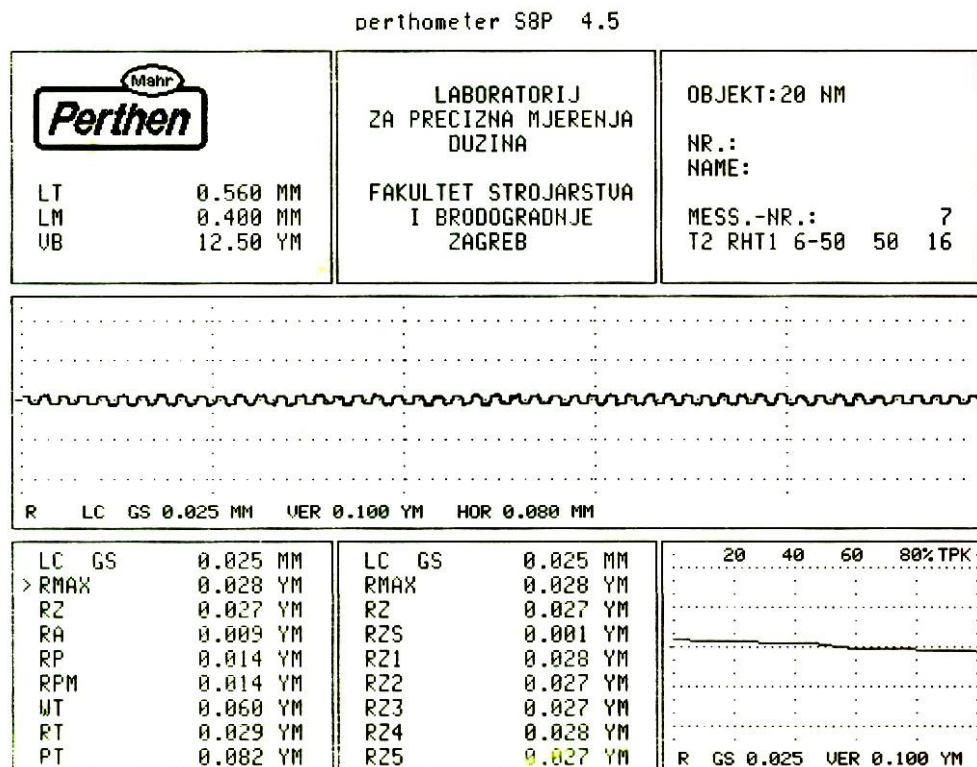 perthometer S8P 4.5
Mahr
Perthen
LT 0.560 MM
LM 0.400 MM
VB 12.50 YM
LABORATORIJ
ZA PRECIZNA MJERENJA
DUZINA
FAKULTET STROJARSTVA
I BRODOGRADNJE
ZAGREB
OBJEKT:20 NM
NR.:
NAME:
MESS.-NR.: 7
T2 RHT1 6-50 50 16
R LC GS 0.025 MM VER 0.100 YM HOR 0.080 MM
LC GS 0.025 MM
> RMAX 0.028 YM
RZ 0.027 YM
RA 0.009 YM
RP 0.014 YM
RPM 0.014 YM
WT 0.060 YM
RT 0.029 YM
PT 0.082 YM
LC GS 0.025 MM
RMAX 0.028 YM
RZ 0.027 YM
RZS 0.001 YM
RZ1 0.028 YM
RZ2 0.027 YM
RZ3 0.027 YM
RZ4 0.028 YM
RZ5 0.027 YM
20 40 60 80% TPK
R GS 0.025 VER 0.100 YM